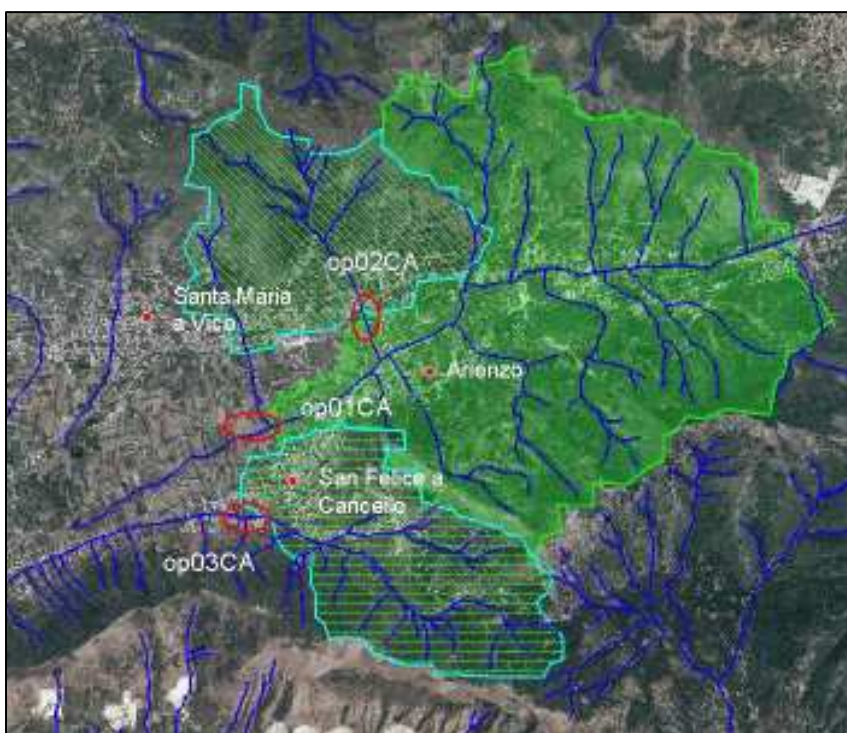 op02CA
Santa Maria
a Vico
Arienzo
op01CA
San Felice a
Cancello
op03CA